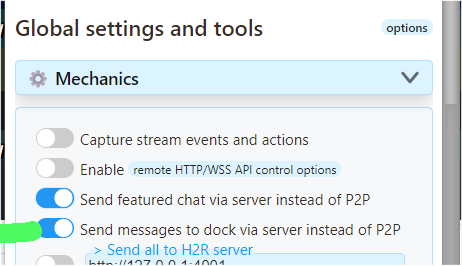 Global settings and tools
options
Mechanics
Capture stream events and actions
Enable remote HTTP/WSS API control options
Send featured chat via server instead of P2P
Send messages to dock via server instead of P2P
> Send all to H2R server
http://127.0.0.1:4001